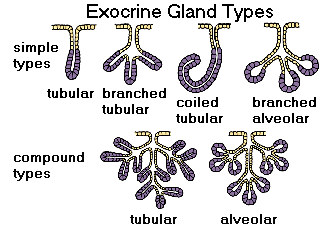 Exocrine Gland Types
simple
types
tubular
branched
tubular
coiled
tubular
branched
alveolar
compound
types
tubular
alveolar